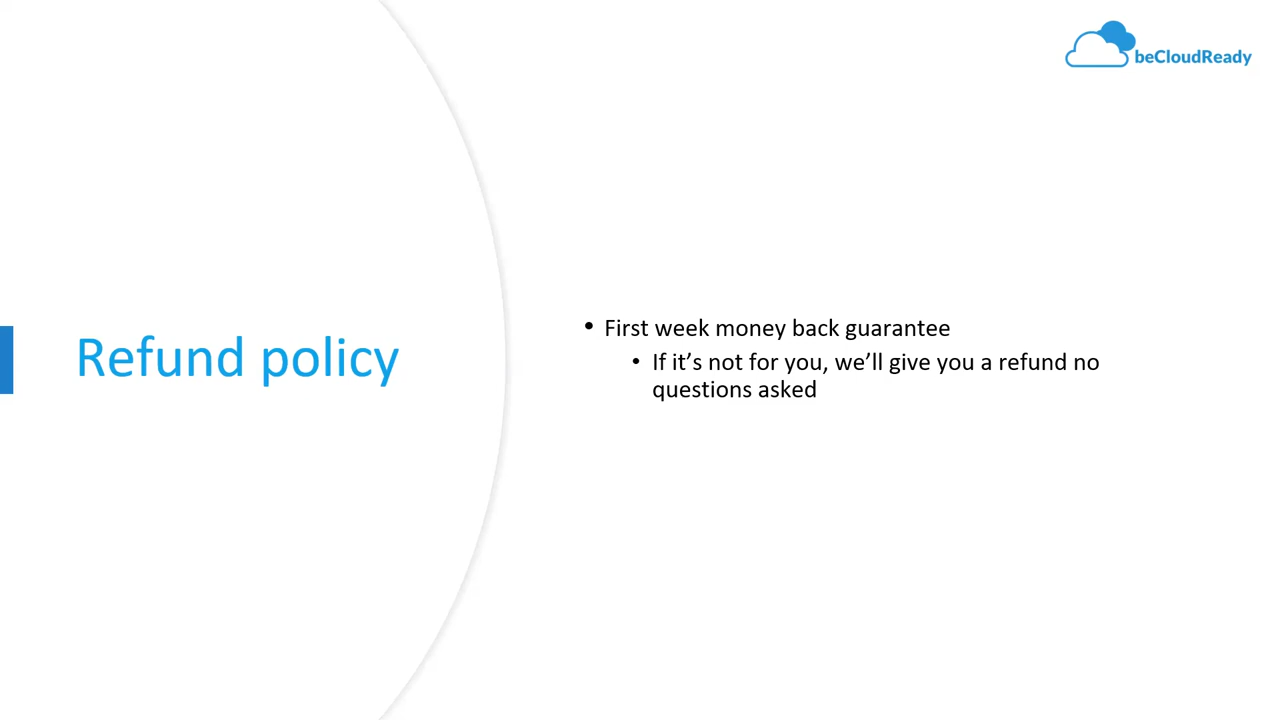 beCloudReady
Refund policy
• First week money back guarantee
• If it’s not for you, we’ll give you a refund no
questions asked